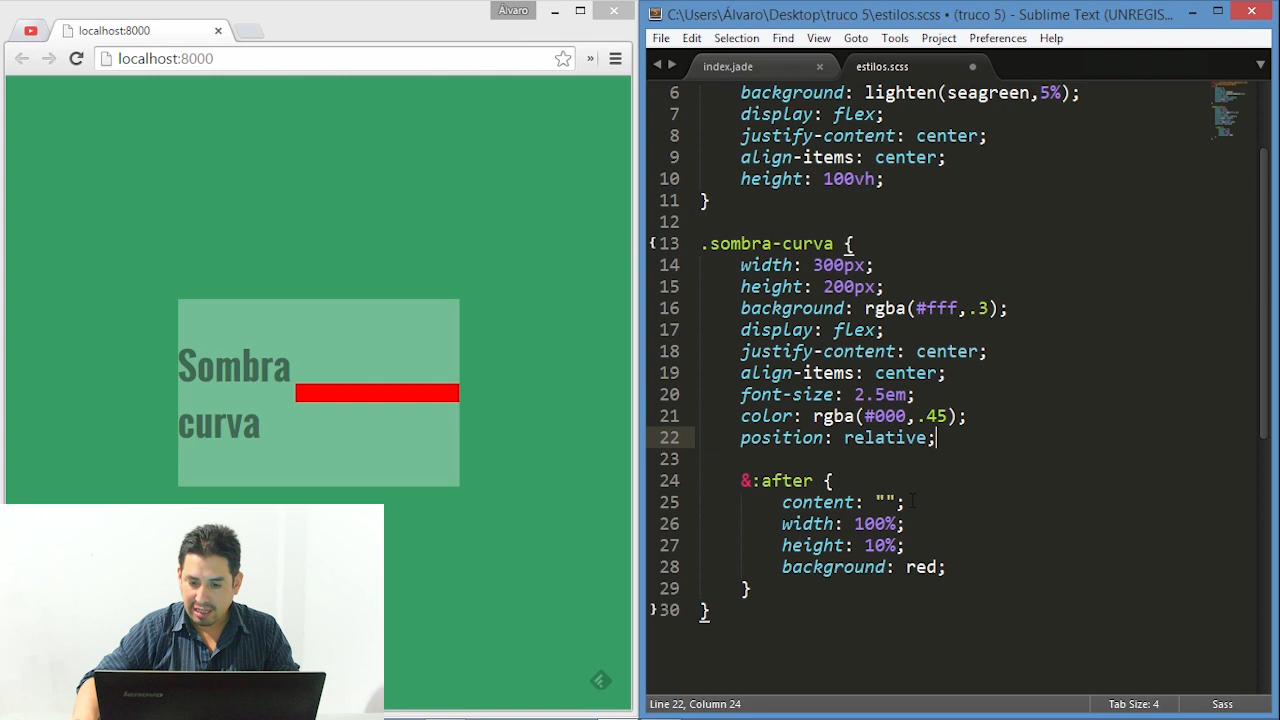 Álvaro
localhost:8000
localhost:8000
»
Sombra
curva
lenovo
C:\Users\Álvaro\Desktop\truco 5\estilos.scss • (truco 5) - Sublime Text (UNREGIS...
File Edit Selection Find View Goto Tools Project Preferences Help
index.jade
estilos.scss
6 background: lighten(seagreen,5%);
7 display: flex;
8 justify-content: center;
9 align-items: center;
10 height: 100vh;
11 }
12
13 .sombra-curva {
14 width: 300px;
15 height: 200px;
16 background: rgba(#fff,.3);
17 display: flex;
18 justify-content: center;
19 align-items: center;
20 font-size: 2.5em;
21 color: rgba(#000,.45);
22 position: relative;
23
24 &:after {
25 content: "";
26 width: 100%;
27 height: 10%;
28 background: red;
29 }
30 }
Line 22, Column 24
Tab Size: 4
Sass